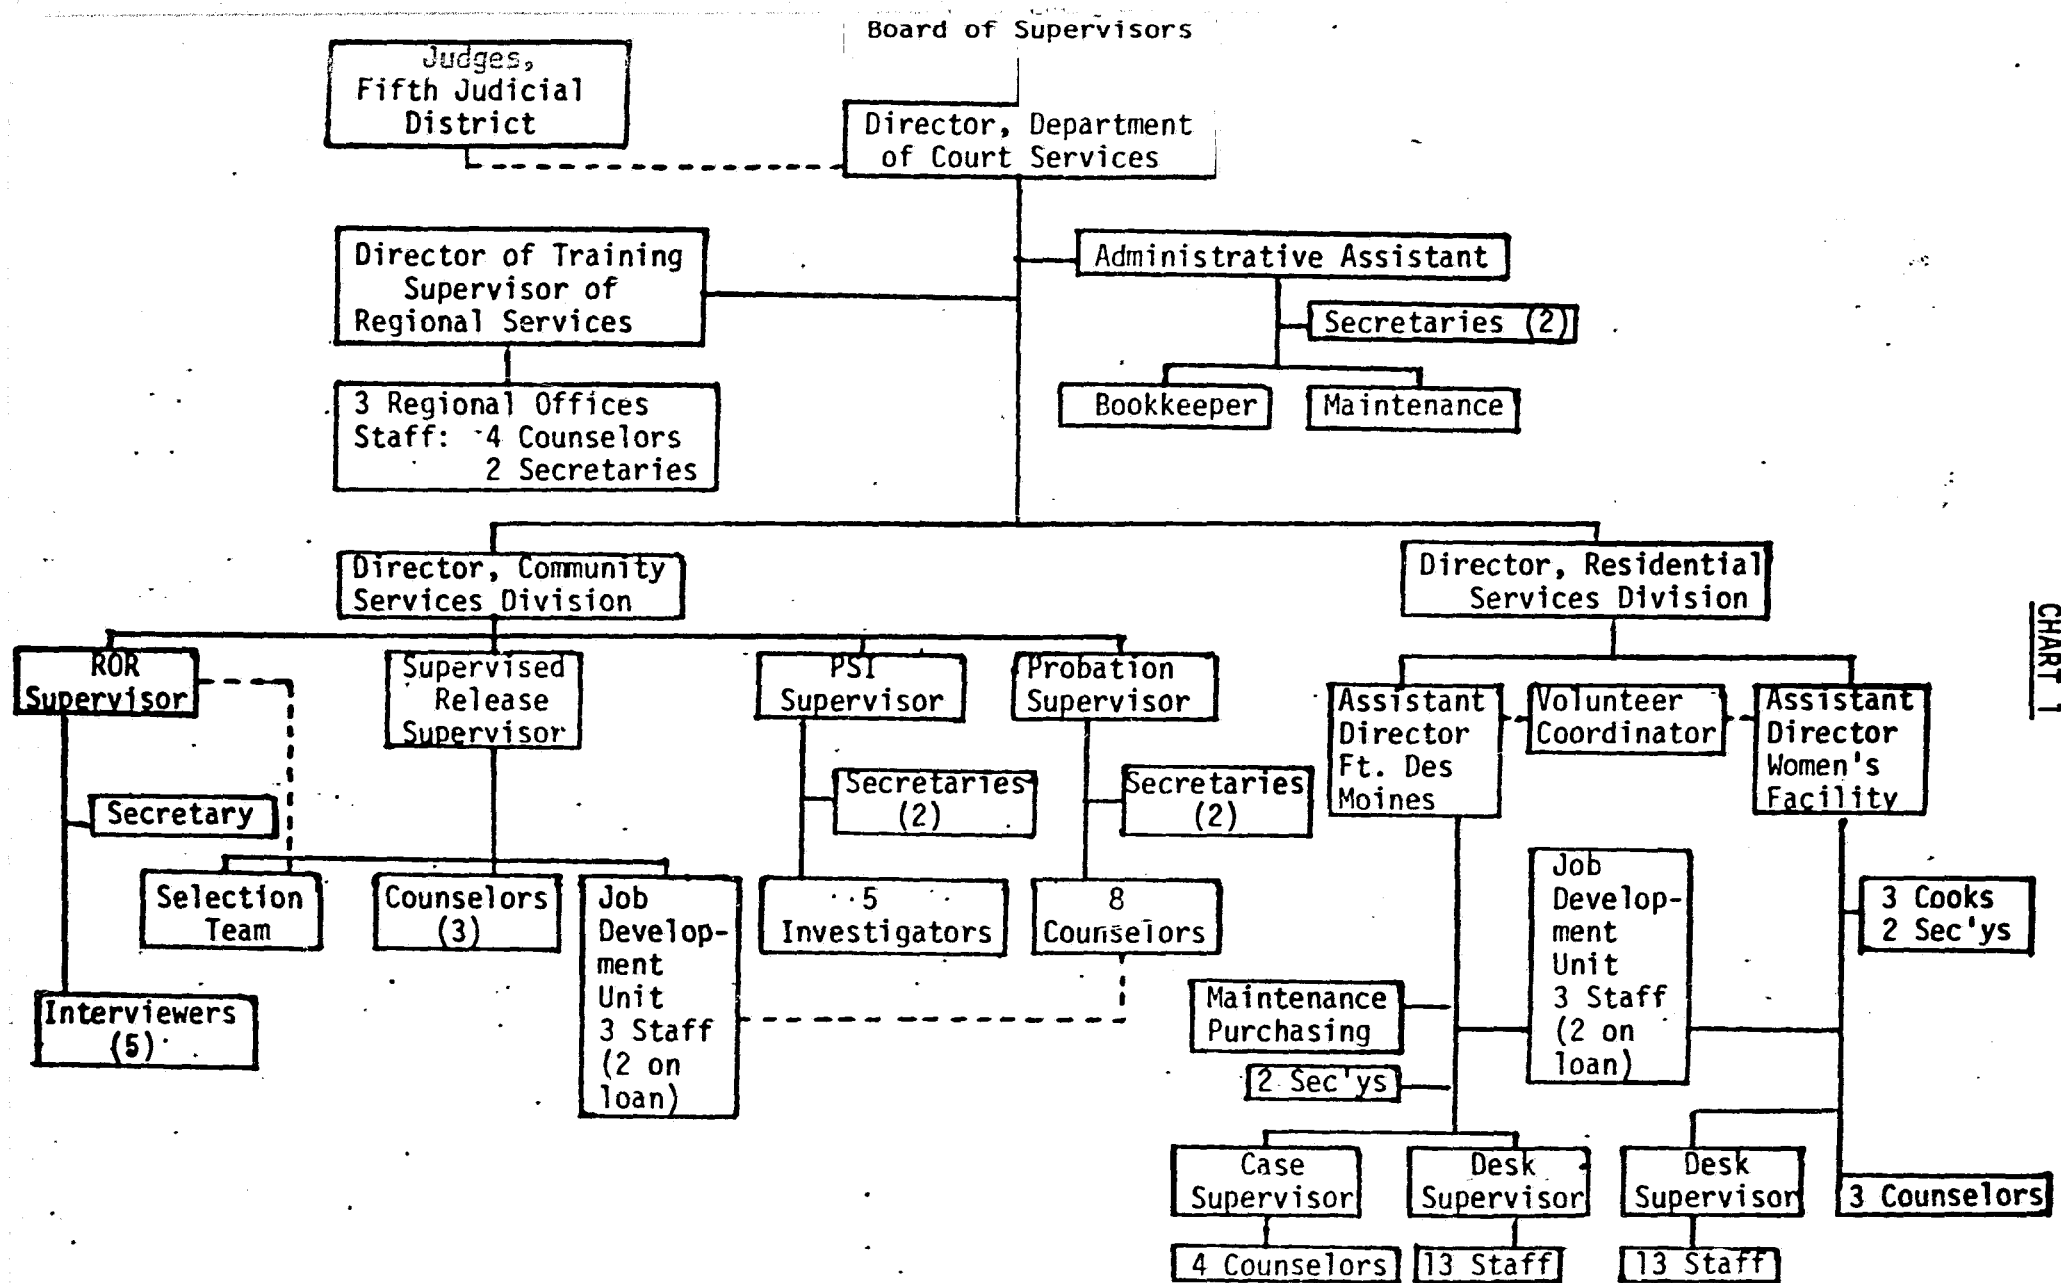 Board of Supervisors
Judges,
Fifth Judicial
District
Director, Department
of Court Services
Director of Training
Supervisor of
Regional Services
Administrative Assistant
Secretaries (2)
Bookkeeper
Maintenance
3 Regional Offices
Staff: 4 Counselors
2 Secretaries
Director, Community
Services Division
Director, Residential
Services Division
CHART 1
ROR
Supervisor
Supervised
Release
Supervisor
PSI
Supervisor
Probation
Supervisor
Assistant
Director
Ft. Des
Moines
Volunteer
Coordinator
Assistant
Director
Women's
Facility
Secretary
Secretaries
(2)
Secretaries
(2)
Selection
Team
Counselors
(3)
Job
Develop-
ment
Unit
3 Staff
(2 on
loan)
5
Investigators
8
Counselors
Job
Develop-
ment
Unit
3 Staff
(2 on
loan)
3 Cooks
2 Sec'ys
Interviewers
(5)
Maintenance
Purchasing
2 Sec'ys
Case
Supervisor
Desk
Supervisor
Desk
Supervisor
3 Counselors
4 Counselors
13 Staff
13 Staff